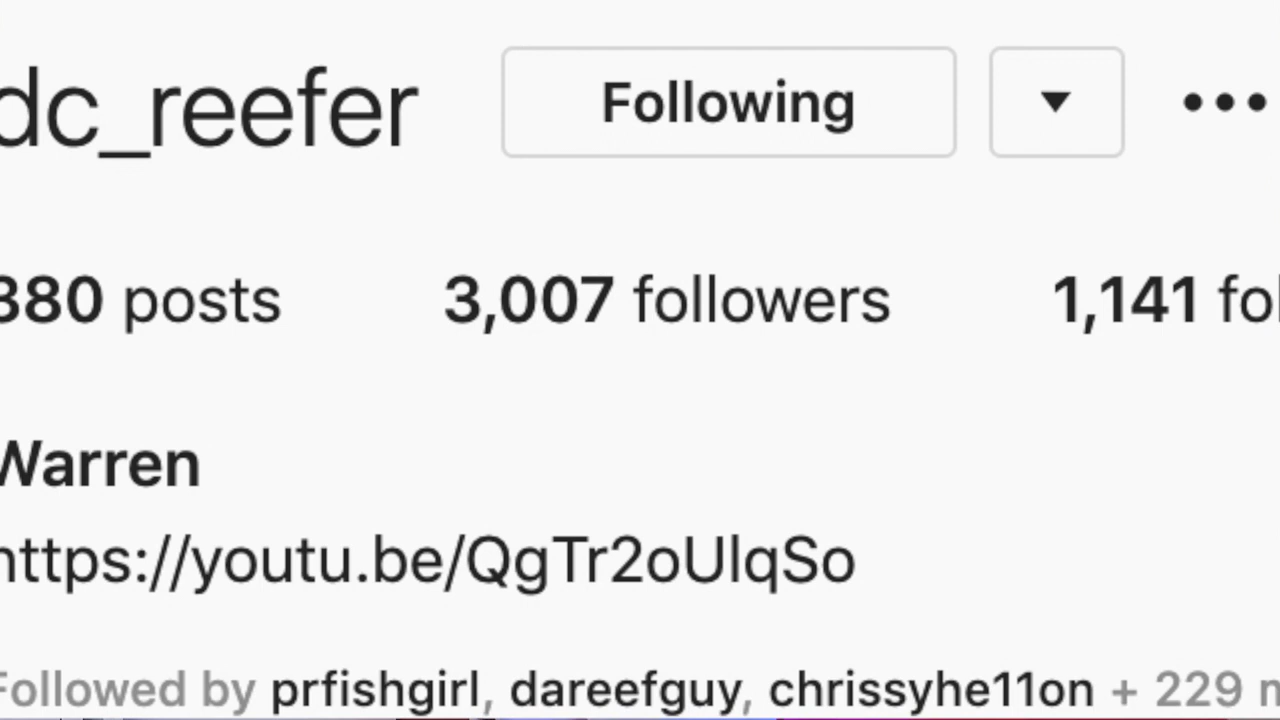 dc_reefer Following
380 posts 3,007 followers 1,141 fol
Warren
https://youtu.be/QgTr2oUlqSo
Followed by prfishgirl, dareefguy, chrissyhe11on + 229 m